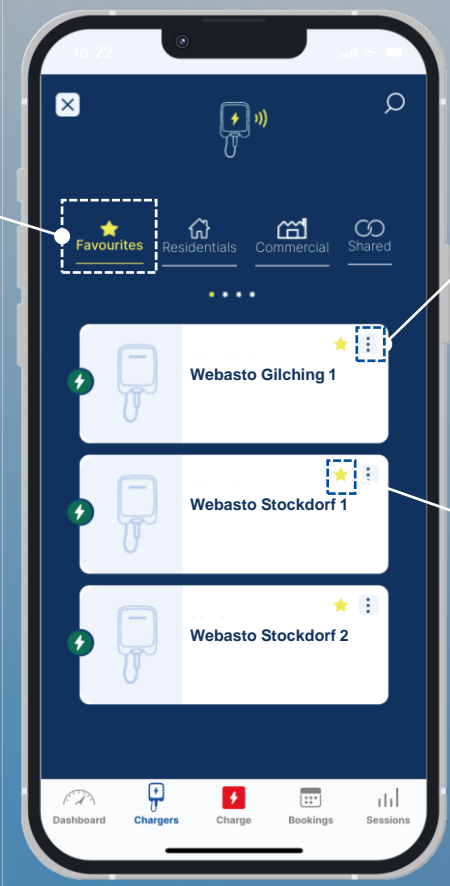 16:22
Favourites
Residentials
Commercial
Shared
Webasto Gilching 1
Webasto Stockdorf 1
Webasto Stockdorf 2
Dashboard
Chargers
Charge
Bookings
Sessions